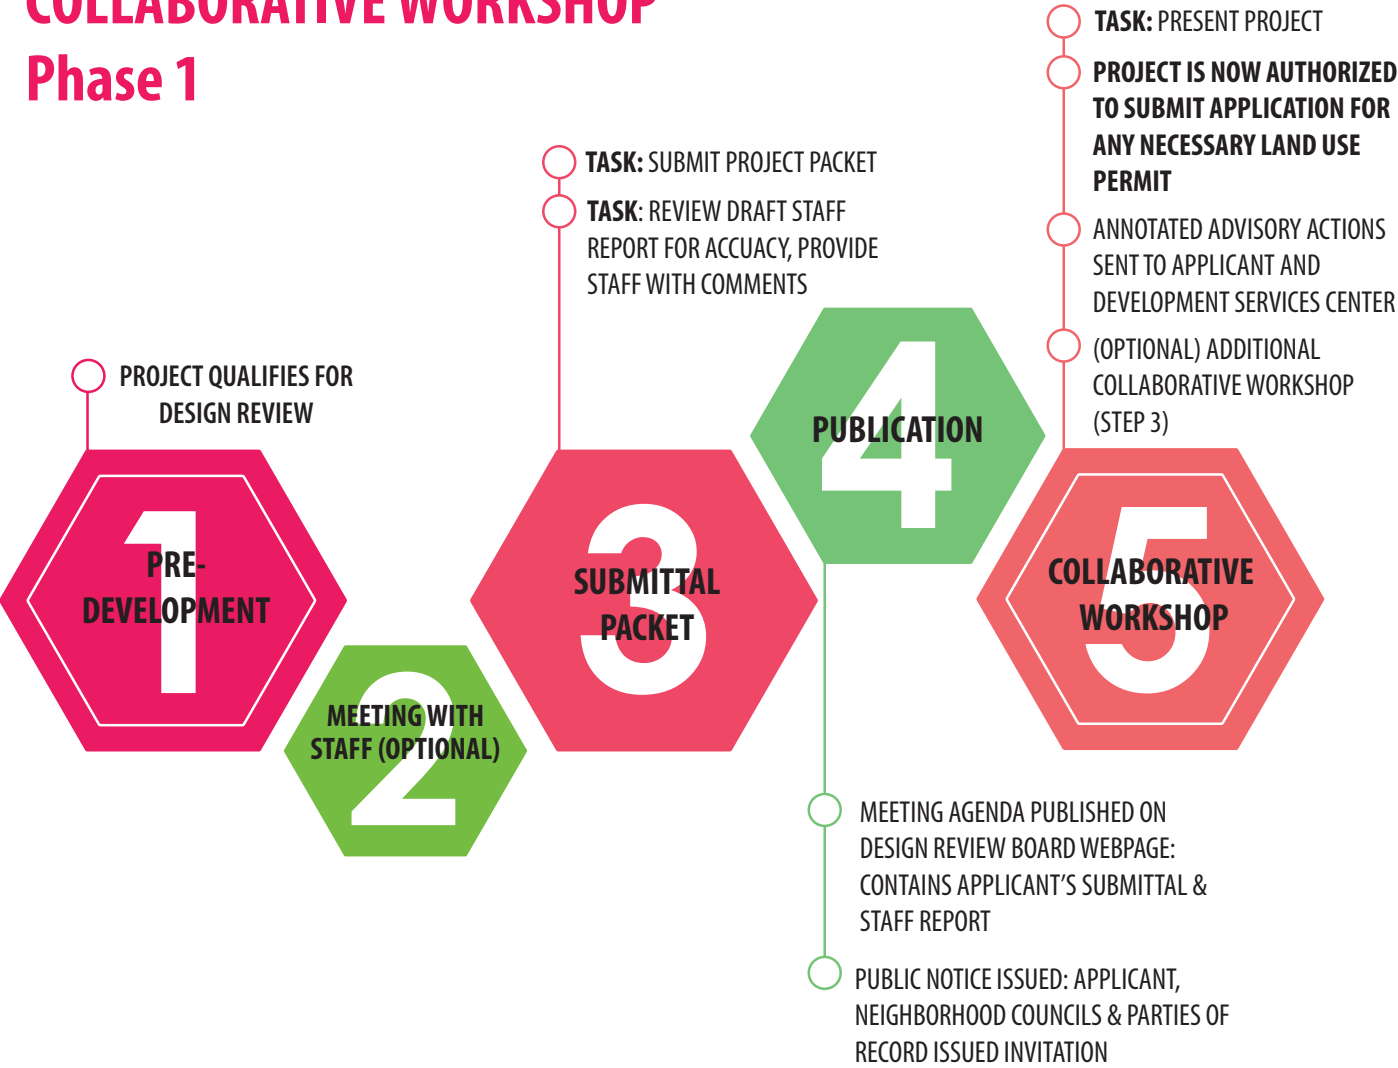 COLLABORATIVE WORKSHOP
Phase 1
1
PRE-
DEVELOPMENT
PROJECT QUALIFIES FOR
DESIGN REVIEW
2
MEETING WITH
STAFF (OPTIONAL)
3
SUBMITTAL
PACKET
TASK: SUBMIT PROJECT PACKET
TASK: REVIEW DRAFT STAFF
REPORT FOR ACCUACY, PROVIDE
STAFF WITH COMMENTS
4
PUBLICATION
MEETING AGENDA PUBLISHED ON
DESIGN REVIEW BOARD WEBPAGE:
CONTAINS APPLICANT'S SUBMITTAL &
STAFF REPORT
PUBLIC NOTICE ISSUED: APPLICANT,
NEIGHBORHOOD COUNCILS & PARTIES OF
RECORD ISSUED INVITATION
5
COLLABORATIVE
WORKSHOP
TASK: PRESENT PROJECT
PROJECT IS NOW AUTHORIZED
TO SUBMIT APPLICATION FOR
ANY NECESSARY LAND USE
PERMIT
ANNOTATED ADVISORY ACTIONS
SENT TO APPLICANT AND
DEVELOPMENT SERVICES CENTER
(OPTIONAL) ADDITIONAL
COLLABORATIVE WORKSHOP
(STEP 3)